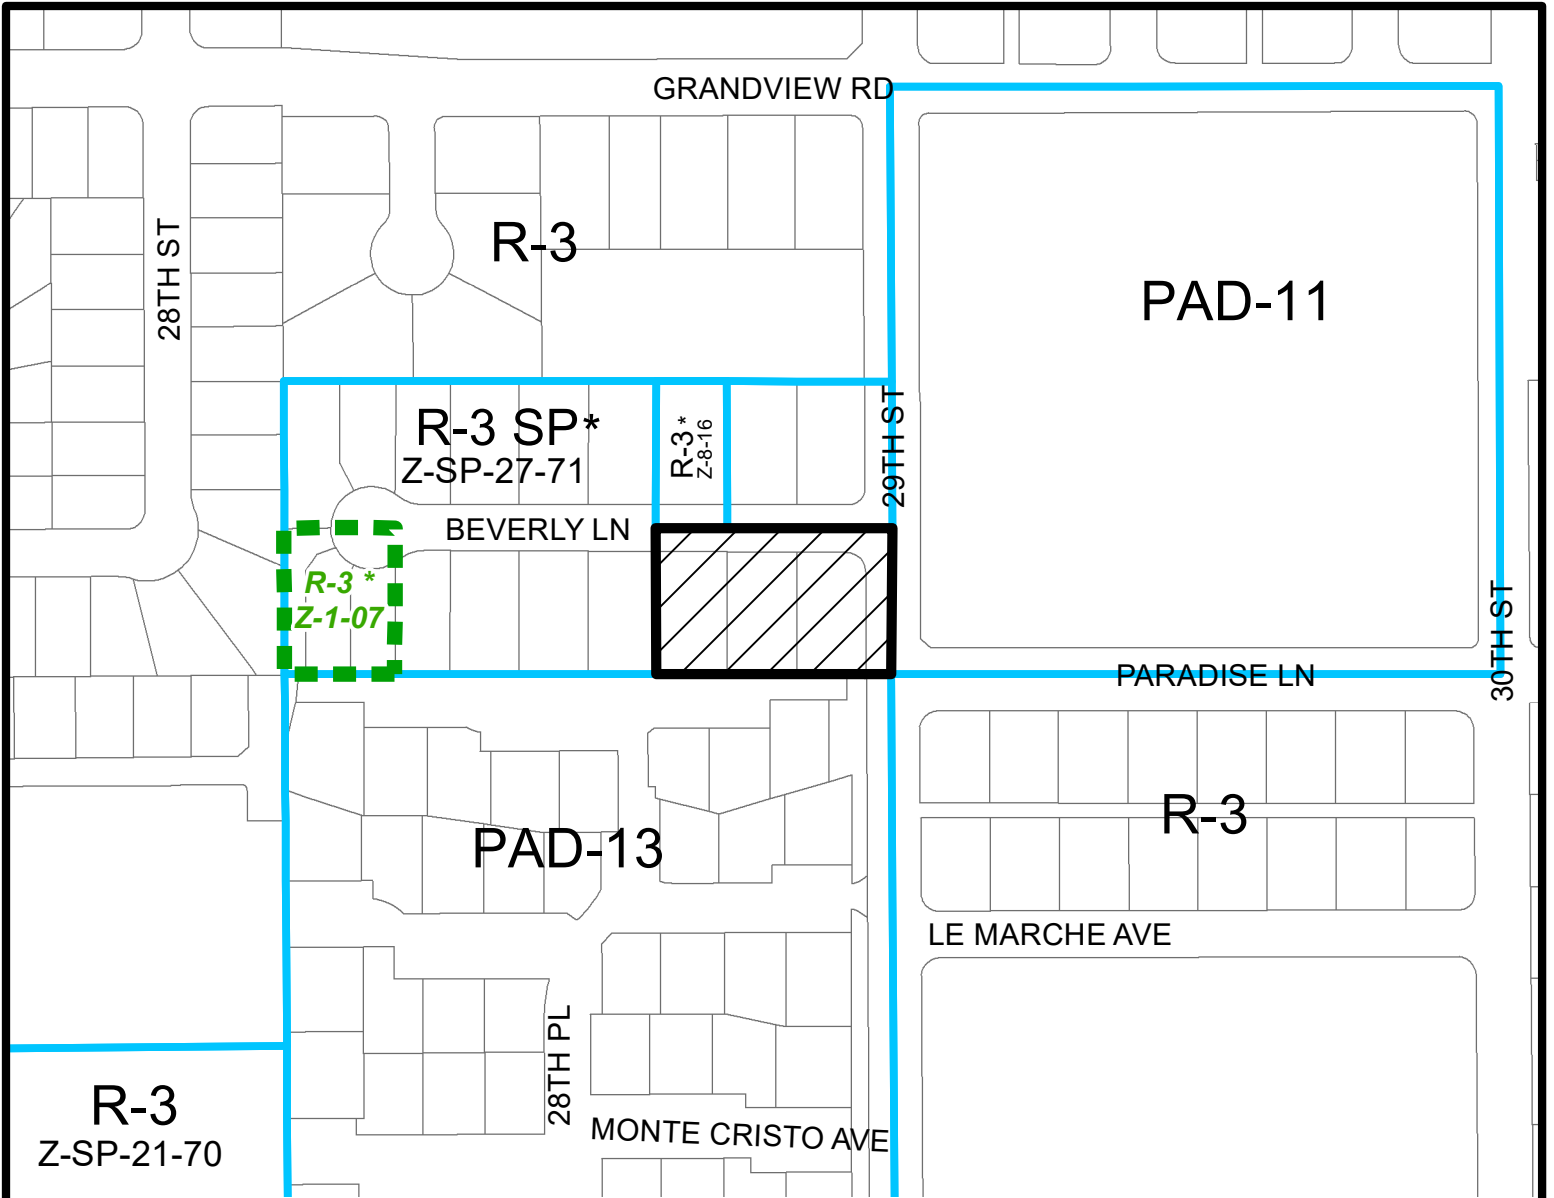 GRANDVIEW RD
28TH ST
R-3
PAD-11
R-3 SP*
Z-SP-27-71
R-3 *
Z-8-16
29TH ST
BEVERLY LN
R-3 *
Z-1-07
30TH ST
PARADISE LN
PAD-13
R-3
LE MARCHE AVE
28TH PL
R-3
Z-SP-21-70
MONTE CRISTO AVE